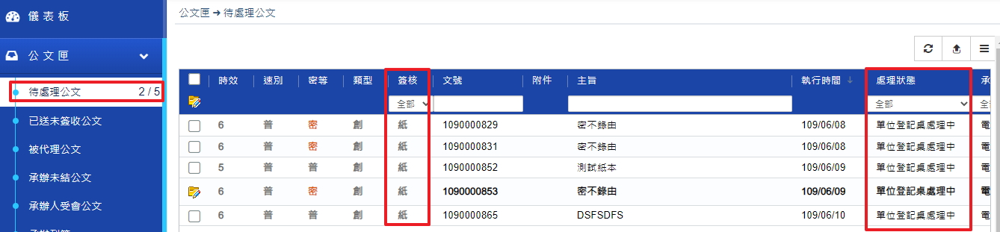 儀表板
公文匣
待處理公文 2 / 5
已送未簽收公文
被代理公文
承辦未結公文
承辦人受會公文
公文匣 ➔ 待處理公文
時效 速別 密等 類型 簽核 文號 附件 主旨 執行時間 ↓ 處理狀態 承
全部 全部 全
6 普 密 創 紙 1090000829 密不錄由 109/06/08 單位登記桌處理中 電
6 普 密 創 紙 1090000831 密不錄由 109/06/08 單位登記桌處理中 電
5 普 普 創 紙 1090000852 測試紙本 109/06/09 單位登記桌處理中 電
6 普 密 創 紙 1090000853 密不錄由 109/06/09 單位登記桌處理中 電
6 普 普 創 紙 1090000865 DSFSDFS 109/06/10 單位登記桌處理中 電